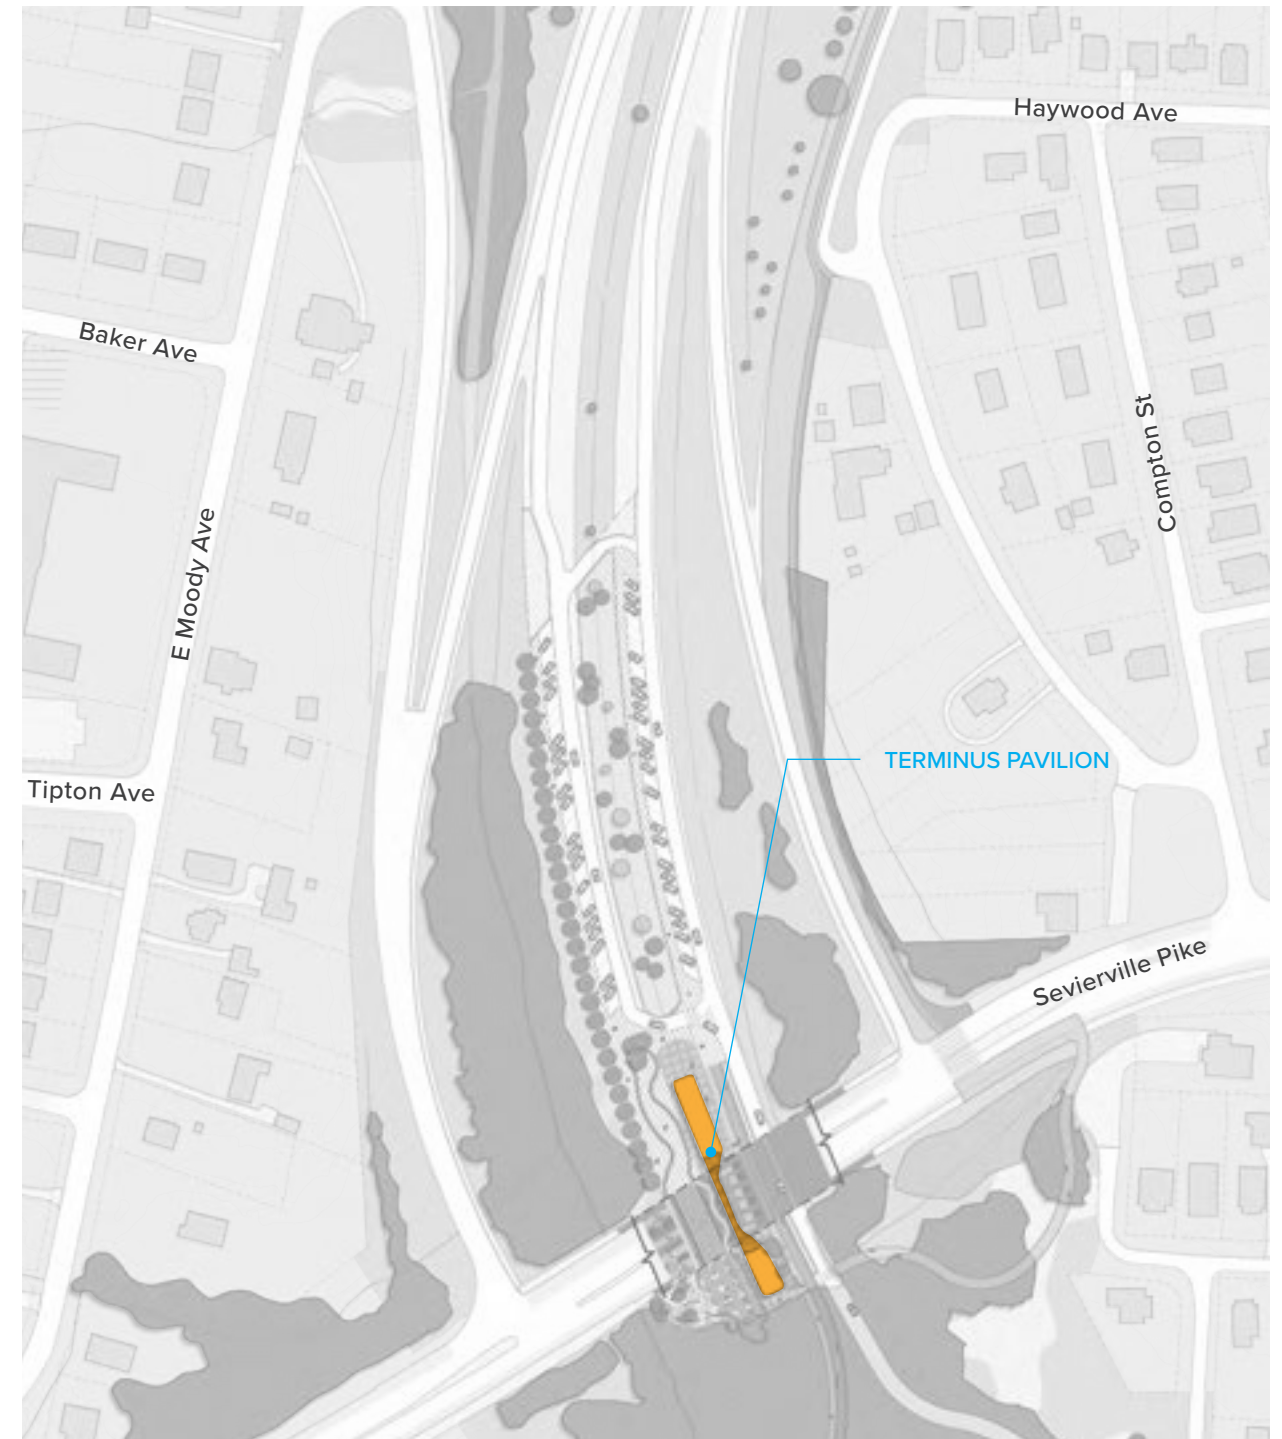 Haywood Ave
Baker Ave
Compton St
E Moody Ave
TERMINUS PAVILION
Tipton Ave
Sevierville Pike